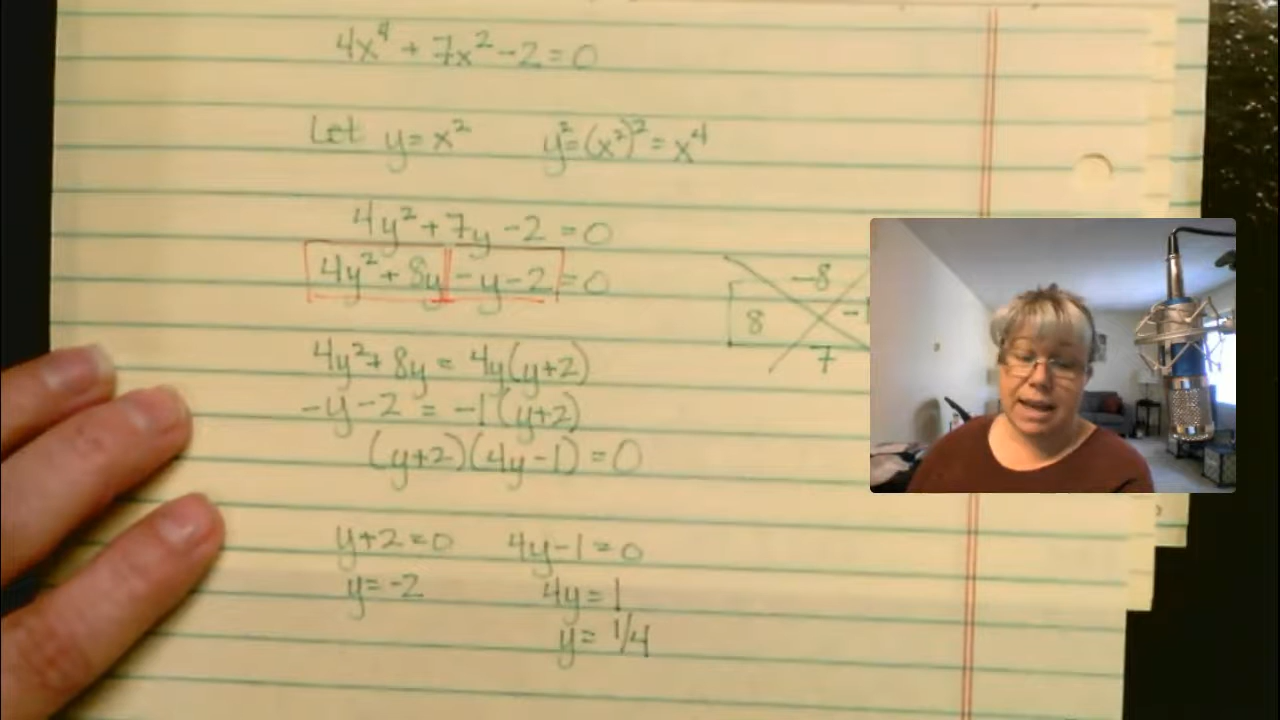 4x⁴ + 7x² - 2 = 0
Let y = x² y² = (x²)² = x⁴
4y² + 7y - 2 = 0
4y² + 8y - y - 2 = 0
-8
8
7
4y² + 8y = 4y(y+2)
-y - 2 = -1(y+2)
(y+2)(4y-1) = 0
y+2=0 4y-1=0
y=-2 4y=1
y= 1/4